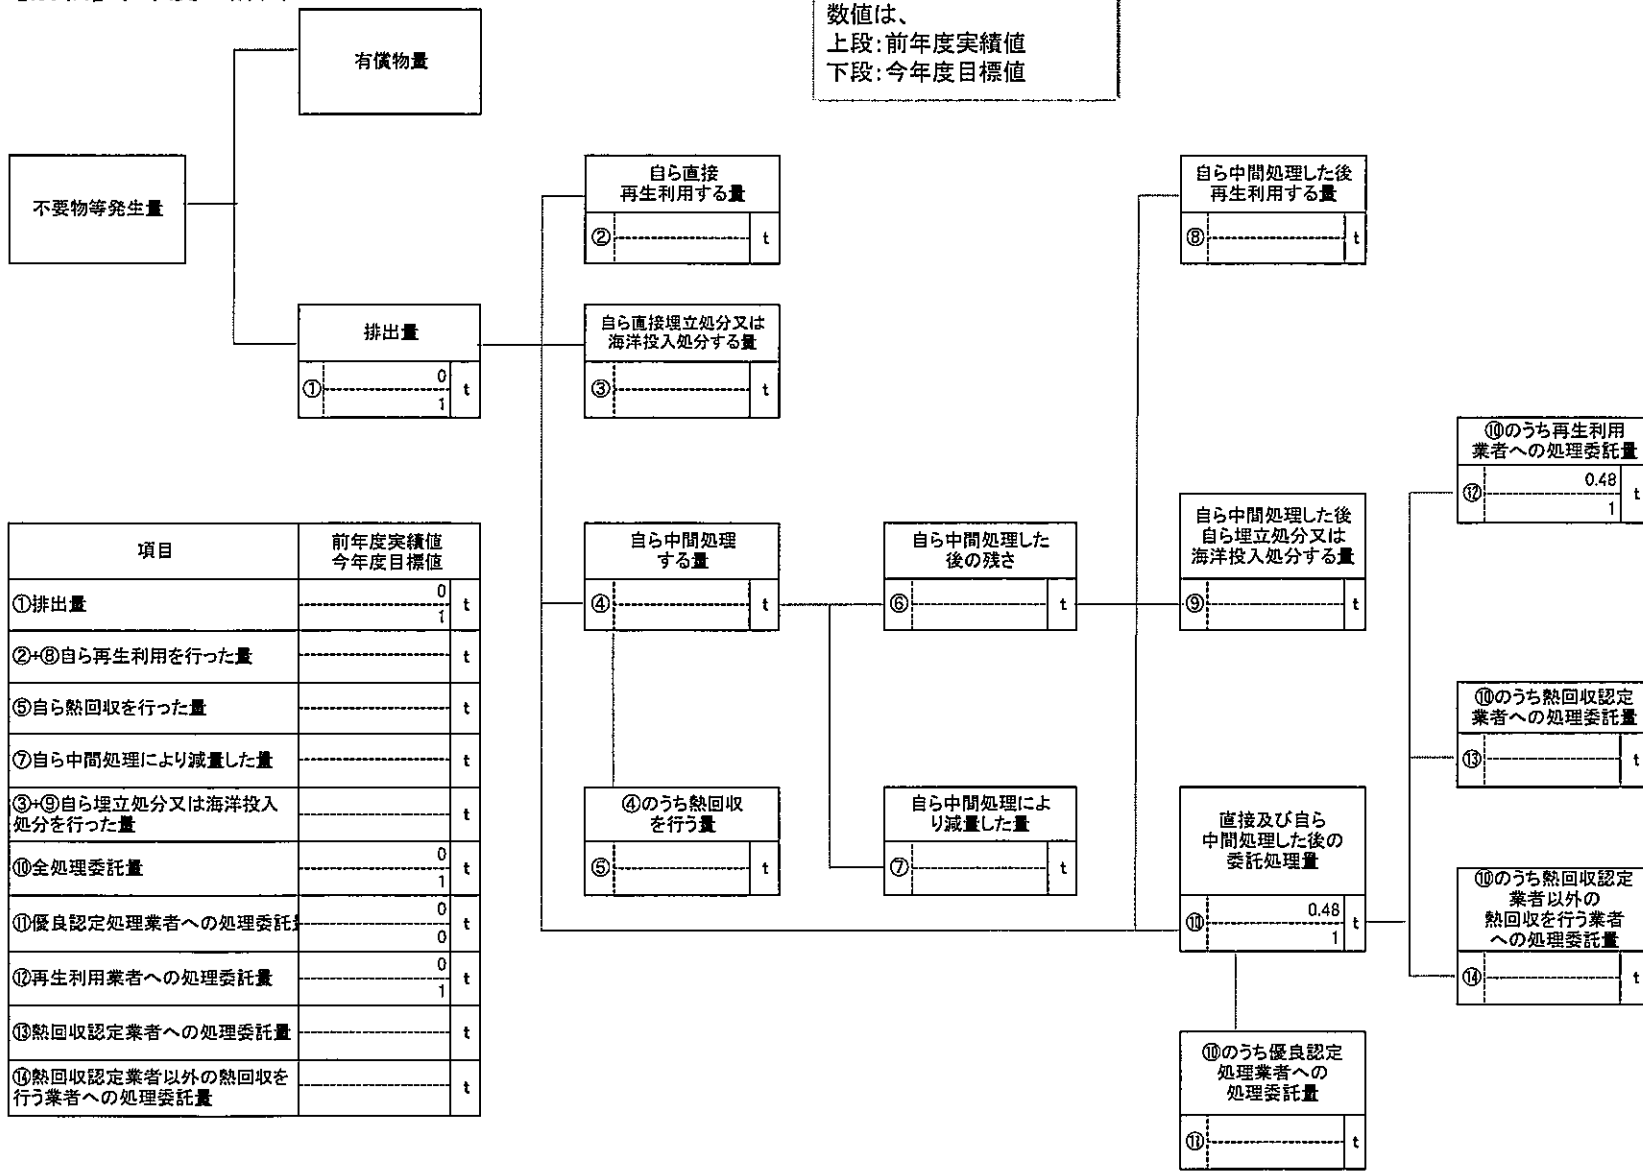 数値は、
上段:前年度実績値
下段:今年度目標値
有償物量
不要物等発生量
自ら直接
再生利用する量
② t
自ら中間処理した後
再生利用する量
⑧ t
排出量
① 0 t
1
自ら直接埋立処分又は
海洋投入処分する量
③ t
⑩のうち再生利用
業者への処理委託量
⑫ 0.48 t
1
自ら中間処理
する量
④ t
自ら中間処理した
後の残さ
⑥ t
自ら中間処理した後
自ら埋立処分又は
海洋投入処分する量
⑨ t
⑩のうち熱回収認定
業者への処理委託量
⑬ t
④のうち熱回収
を行う量
⑤ t
自ら中間処理によ
り減量した量
⑦ t
直接及び自ら
中間処理した後の
委託処理量
⑩ 0.48 t
1
⑩のうち熱回収認定
業者以外の
熱回収を行う業者
への処理委託量
⑭ t
⑩のうち優良認定
処理業者への
処理委託量
⑪ t
項目 前年度実績値
今年度目標値
①排出量 0 t
1
②+⑧自ら再生利用を行った量 t
⑤自ら熱回収を行った量 t
⑦自ら中間処理により減量した量 t
③+⑨自ら埋立処分又は海洋投入
処分を行った量 t
⑩全処理委託量 0 t
1
⑪優良認定処理業者への処理委託 0 t
0
⑫再生利用業者への処理委託量 0 t
1
⑬熱回収認定業者への処理委託量 t
⑭熱回収認定業者以外の熱回収を
行う業者への処理委託量 t